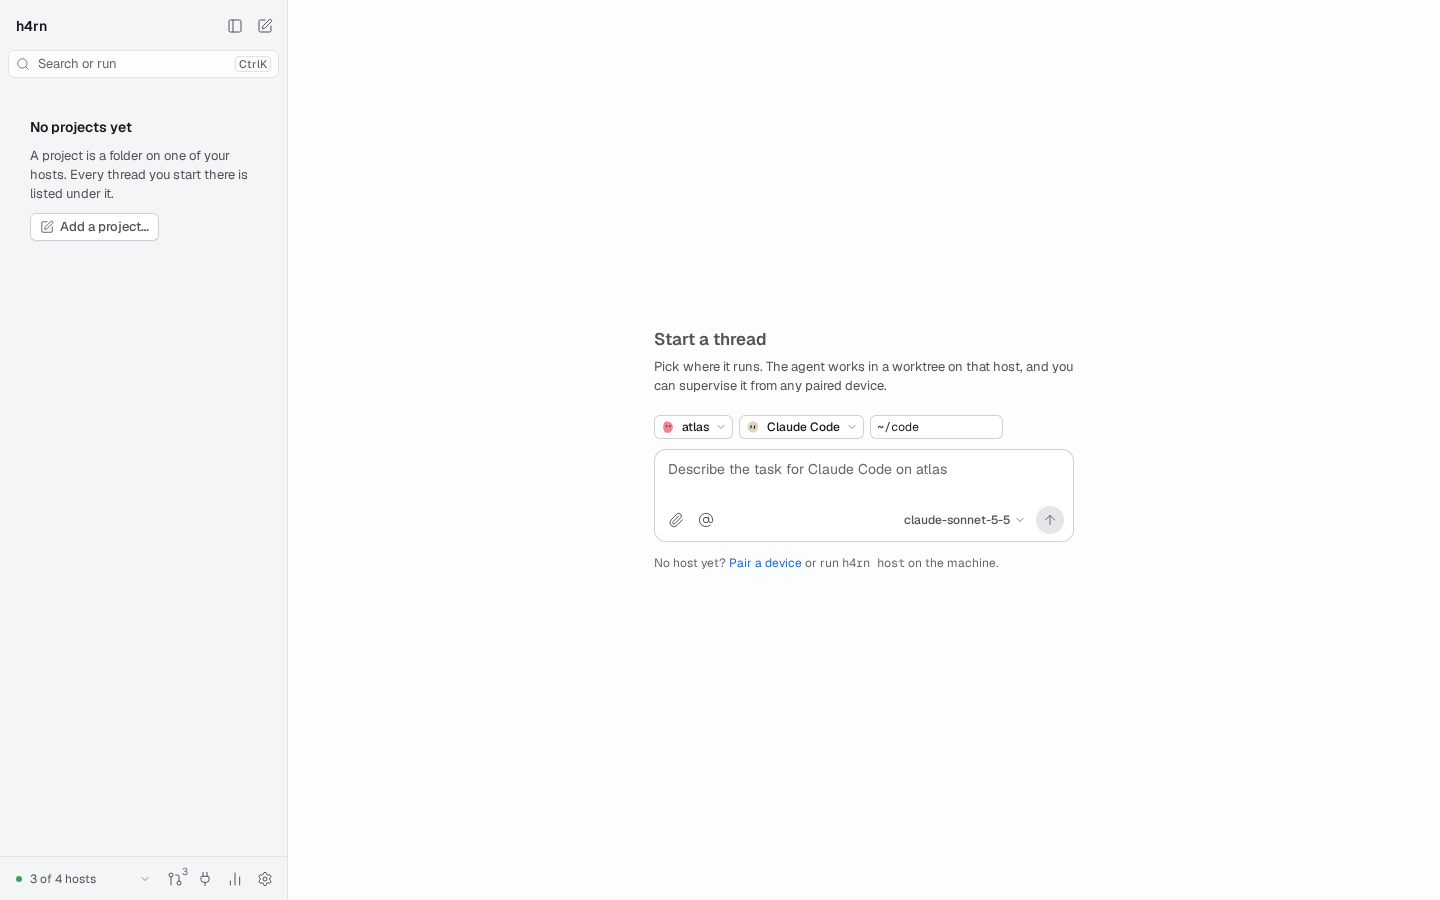 h4rn
Search or run
CtrlK
No projects yet
A project is a folder on one of your
hosts. Every thread you start there is
listed under it.
Add a project...
Start a thread
Pick where it runs. The agent works in a worktree on that host, and you
can supervise it from any paired device.
atlas
Claude Code
~/code
Describe the task for Claude Code on atlas
claude-sonnet-5-5
No host yet? Pair a device or run h4rn host on the machine.
3 of 4 hosts
3